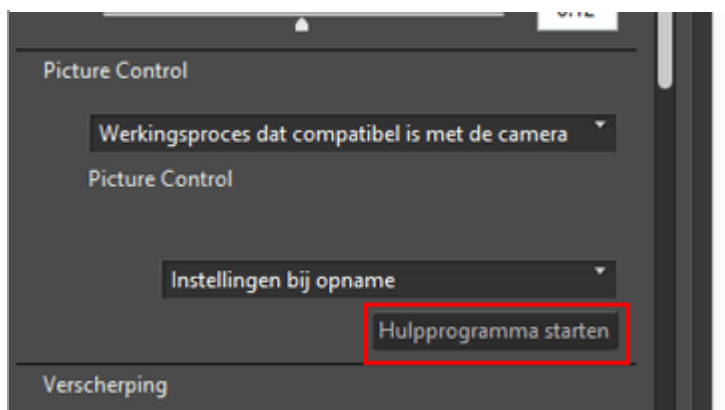 Picture Control
Werkingsproces dat compatibel is met de camera
Picture Control
Instellingen bij opname
Hulpprogramma starten
Verscherping